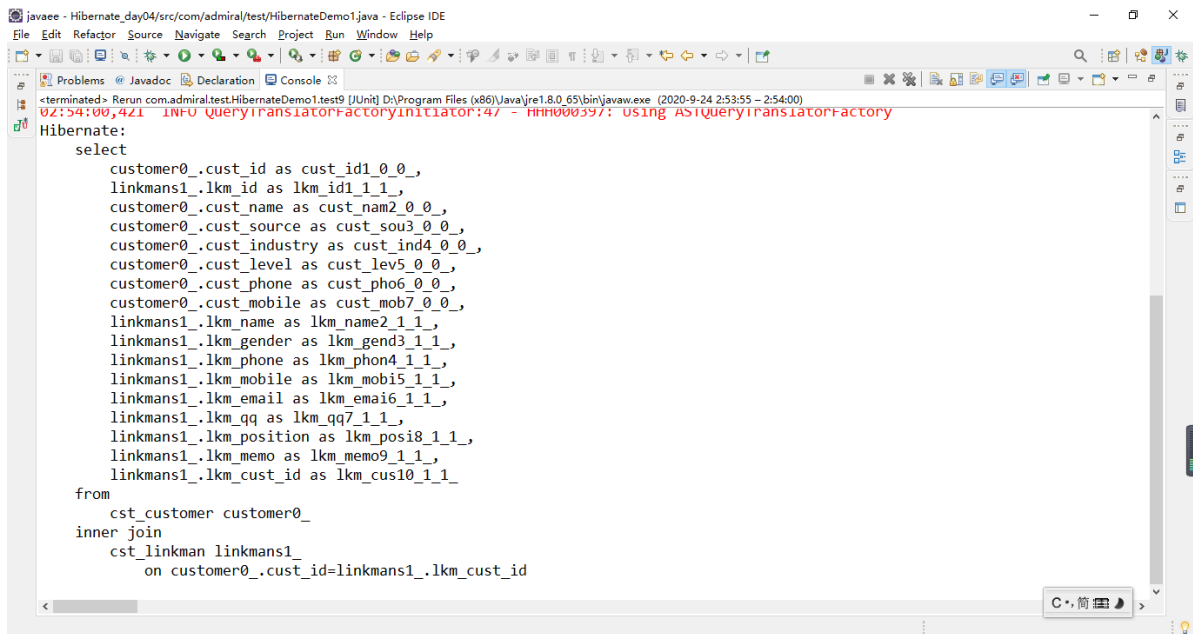 javaee - Hibernate_day04/src/com/admiral/test/HibernateDemo1.java - Eclipse IDE
File Edit Refactor Source Navigate Search Project Run Window Help
Problems @ Javadoc Declaration Console
<terminated> Rerun com.admiral.test.HibernateDemo1.test9 [JUnit] D:\Program Files (x86)\Java\jre1.8.0_65\bin\javaw.exe (2020-9-24 2:53:55 – 2:54:00)
02:54:00,421 INFO QueryTranslatorFactoryInitiator:47 - HHH000397: Using ASTQueryTranslatorFactory
Hibernate:
select
customer0_.cust_id as cust_id1_0_0_,
linkmans1_.lkm_id as lkm_id1_1_1_,
customer0_.cust_name as cust_nam2_0_0_,
customer0_.cust_source as cust_sou3_0_0_,
customer0_.cust_industry as cust_ind4_0_0_,
customer0_.cust_level as cust_lev5_0_0_,
customer0_.cust_phone as cust_pho6_0_0_,
customer0_.cust_mobile as cust_mob7_0_0_,
linkmans1_.lkm_name as lkm_name2_1_1_,
linkmans1_.lkm_gender as lkm_gend3_1_1_,
linkmans1_.lkm_phone as lkm_phon4_1_1_,
linkmans1_.lkm_mobile as lkm_mobi5_1_1_,
linkmans1_.lkm_email as lkm_emai6_1_1_,
linkmans1_.lkm_qq as lkm_qq7_1_1_,
linkmans1_.lkm_position as lkm_posi8_1_1_,
linkmans1_.lkm_memo as lkm_memo9_1_1_,
linkmans1_.lkm_cust_id as lkm_cus10_1_1_
from
cst_customer customer0_
inner join
cst_linkman linkmans1_
on customer0_.cust_id=linkmans1_.lkm_cust_id
C 简